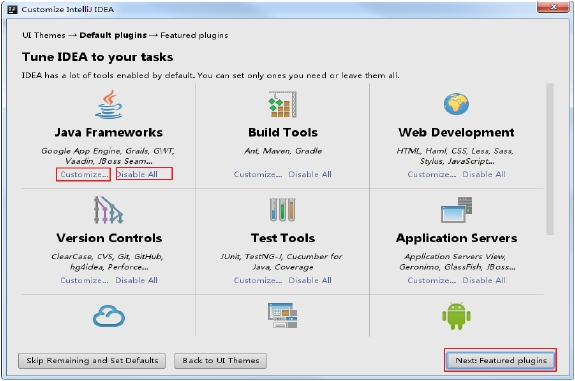 Customize IntelliJ IDEA
UI Themes → Default plugins → Featured plugins
Tune IDEA to your tasks
IDEA has a lot of tools enabled by default. You can set only ones you need or leave them all.
Java Frameworks
Google App Engine, Grails, GWT,
Vaadin, JBoss Seam...
Customize... Disable All
Build Tools
Ant, Maven, Gradle
Customize... Disable All
Web Development
HTML, Haml, CSS, Less, Sass,
Stylus, JavaScript...
Customize... Disable All
Version Controls
ClearCase, CVS, Git, GitHub,
hg4idea, Perforce...
Customize... Disable All
Test Tools
JUnit, TestNG-J, Cucumber for
Java, Coverage
Customize... Disable All
Application Servers
Application Servers View,
Geronimo, GlassFish, JBoss...
Customize... Disable All
Skip Remaining and Set Defaults
Back to UI Themes
Next: Featured plugins